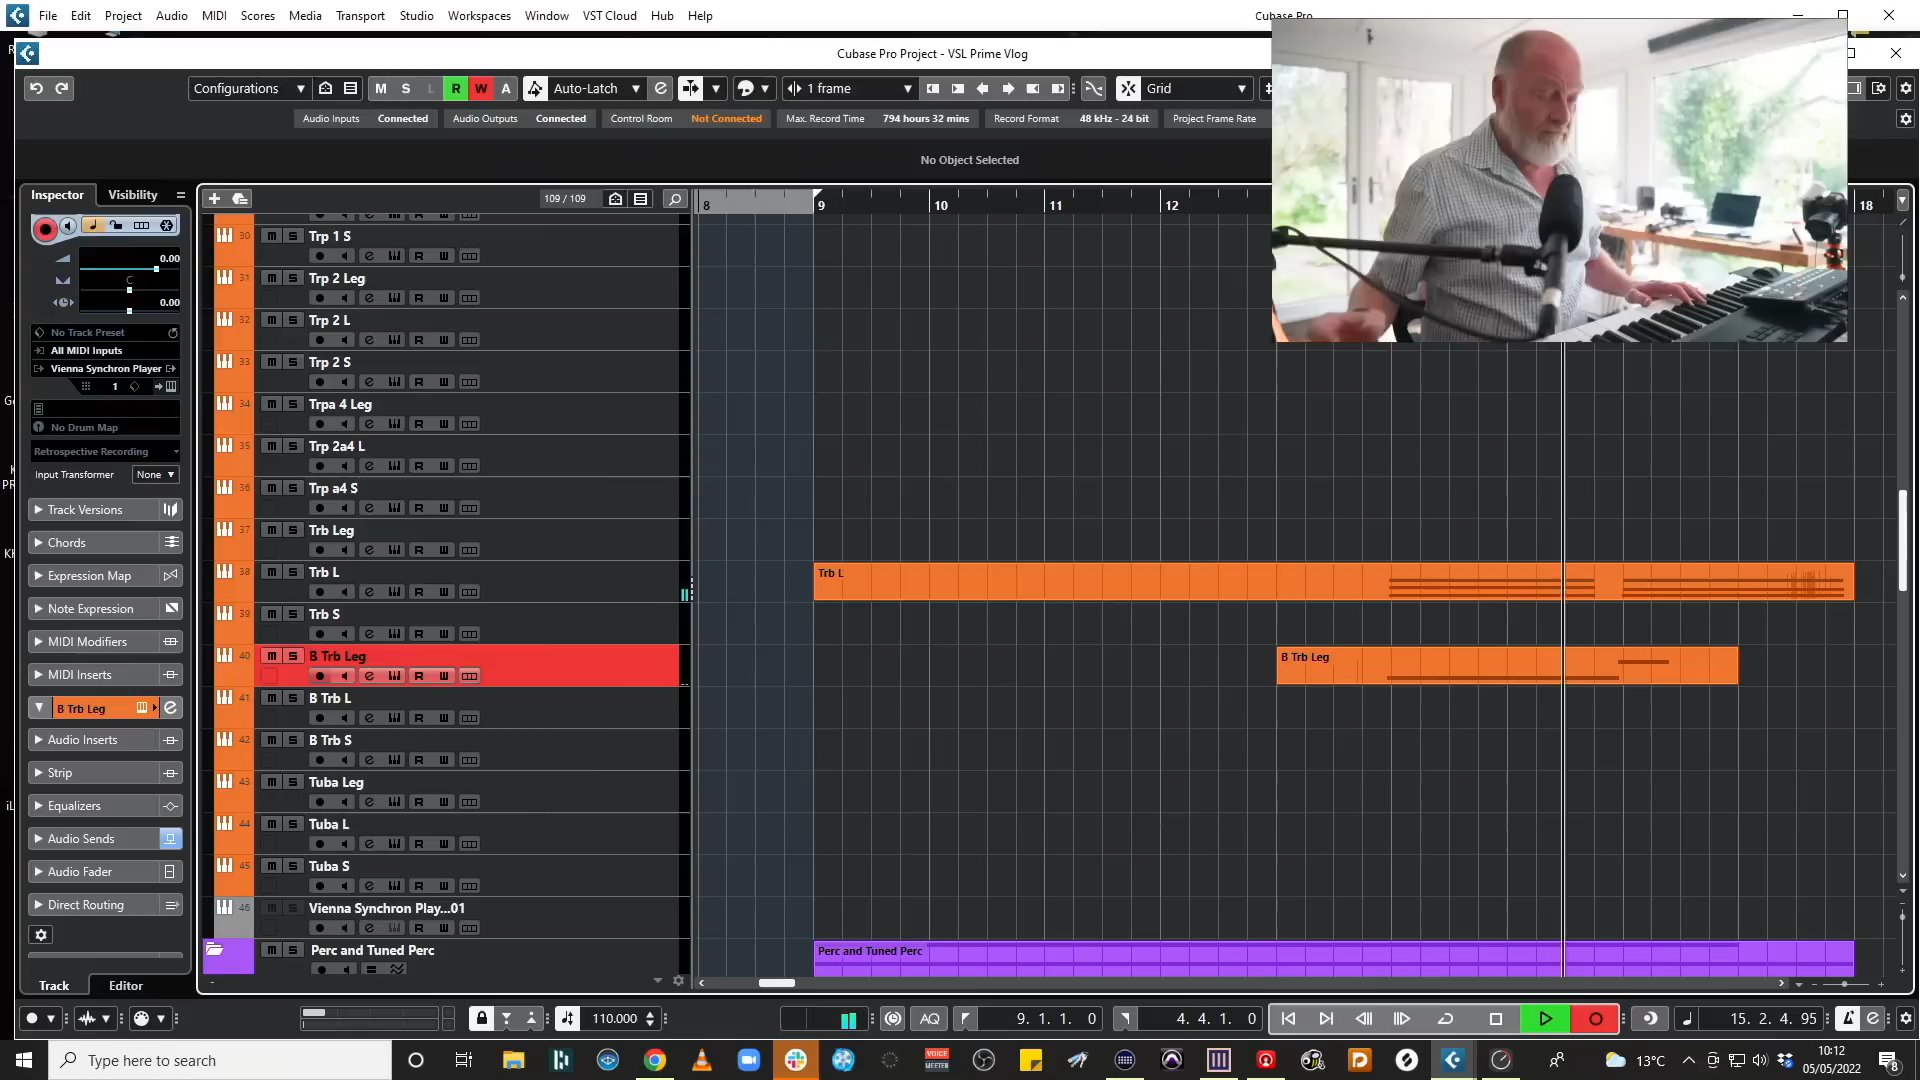 File Edit Project Audio MIDI Scores Media Transport Studio Workspaces Window VST Cloud Hub Help
Cubase Pro
Cubase Pro Project - VSL Prime Vlog
Configurations M S L R W A Auto-Latch 1 frame Grid
Audio Inputs Connected Audio Outputs Connected Control Room Not Connected Max. Record Time 794 hours 32 mins Record Format 48 kHz - 24 bit Project Frame Rate
No Object Selected
Inspector Visibility
109 / 109
8 9 10 11 12 18
30 m S Trp 1 S
R W
0.00
C
0.00
31 m S Trp 2 Leg
R W
32 m S Trp 2 L
R W
No Track Preset
All MIDI Inputs
33 m S Trp 2 S
Vienna Synchron Player
1
R W
34 m S Trpa 4 Leg
R W
No Drum Map
35 m S Trp 2a4 L
Retrospective Recording
R W
Input Transformer None
36 m S Trp a4 S
R W
Track Versions
37 m S Trb Leg
R W
Chords
38 m S Trb L
Trb L
Expression Map
R W
Note Expression
39 m S Trb S
R W
MIDI Modifiers
40 m S B Trb Leg
B Trb Leg
MIDI Inserts
R W
41 m S B Trb L
B Trb Leg
R W
Audio Inserts
42 m S B Trb S
R W
Strip
43 m S Tuba Leg
R W
Equalizers
44 m S Tuba L
Audio Sends
R W
45 m S Tuba S
Audio Fader
R W
Direct Routing
46 m S Vienna Synchron Play...01
R W
m S Perc and Tuned Perc
Perc and Tuned Perc
Track Editor
110.000 AQ 9. 1. 1. 0 4. 4. 1. 0 15. 2. 4. 95
Type here to search
VOICE
MEETER
13°C
10:12
05/05/2022
8